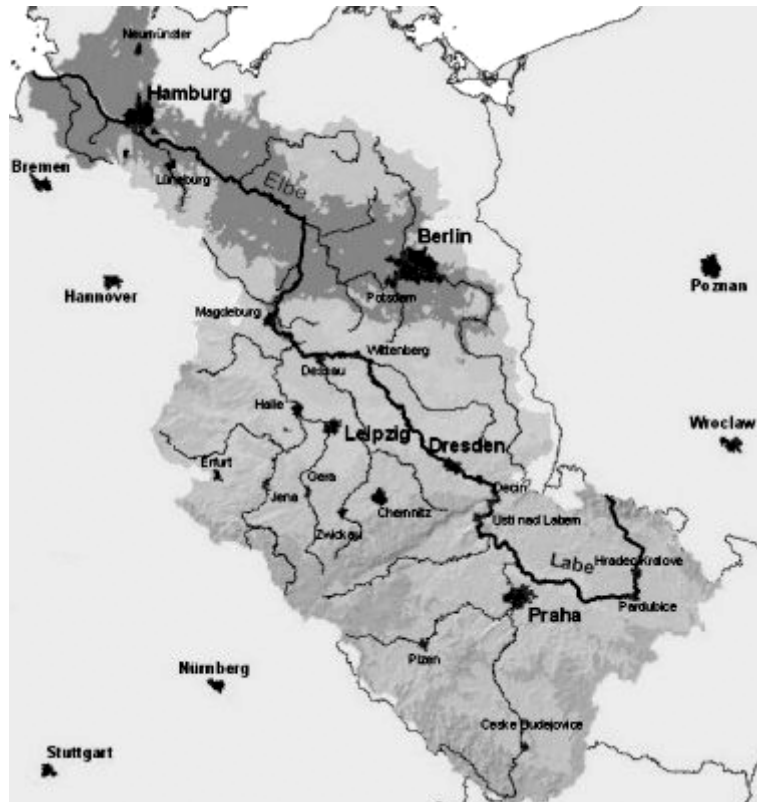 Neumünster
Hamburg
Bremen
Lüneburg
Elbe
Berlin
Hannover
Potsdam
Poznan
Magdeburg
Wittenberg
Dessau
Halle
Leipzig
Wroclaw
Dresden
Erfurt
Gera
Decin
Jena
Chemnitz
Usti nad Labem
Zwickau
Labe
Hradec Kralove
Praha
Pardubice
Plzen
Nürnberg
Ceske Budejovice
Stuttgart